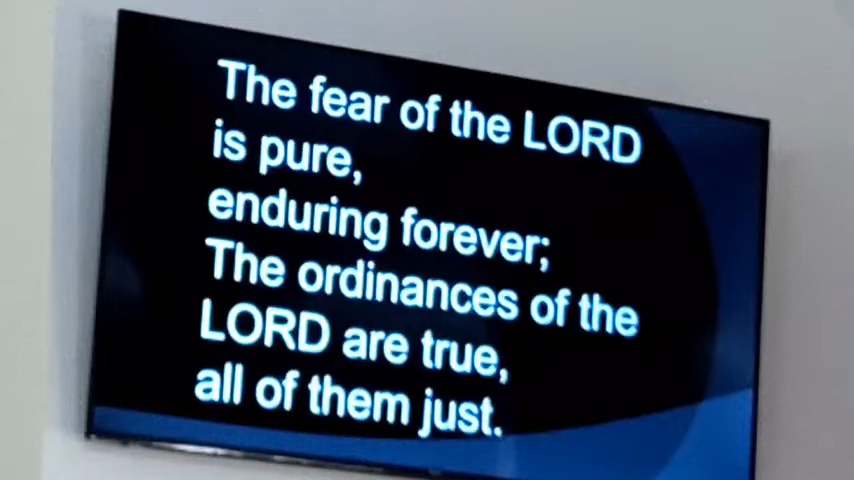 The fear of the LORD
is pure,
enduring forever;
The ordinances of the
LORD are true,
all of them just.